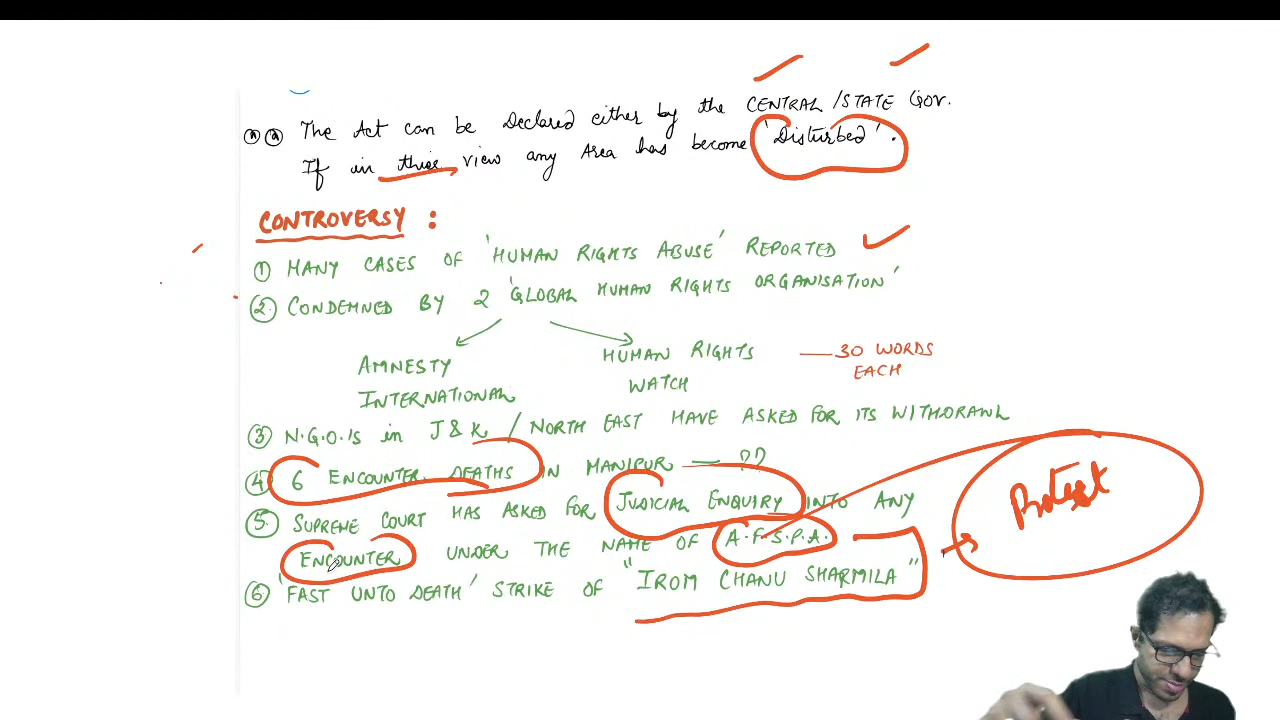 (n) (a) The Act can be Declared either by the CENTRAL /STATE Gov.
If in thier view any Area has become 'Disturbed'.
CONTROVERSY :
① MANY CASES OF 'HUMAN RIGHTS ABUSE' REPORTED
② CONDEMNED BY 2 'GLOBAL HUMAN RIGHTS ORGANISATION'
AMNESTY INTERNATIONAL
HUMAN RIGHTS WATCH
— 30 WORDS EACH
③ N.G.O.'s in J & K / NORTH EAST HAVE ASKED FOR ITS WITHDRAWL
④ 6 ENCOUNTER DEATHS IN MANIPUR — ??
⑤ SUPREME COURT HAS ASKED FOR JUDICIAL ENQUIRY INTO ANY
ENCOUNTER UNDER THE NAME OF A.F.S.P.A.
⑥ 'FAST UNTO DEATH' STRIKE OF "IROM CHANU SHARMILA"
Protest